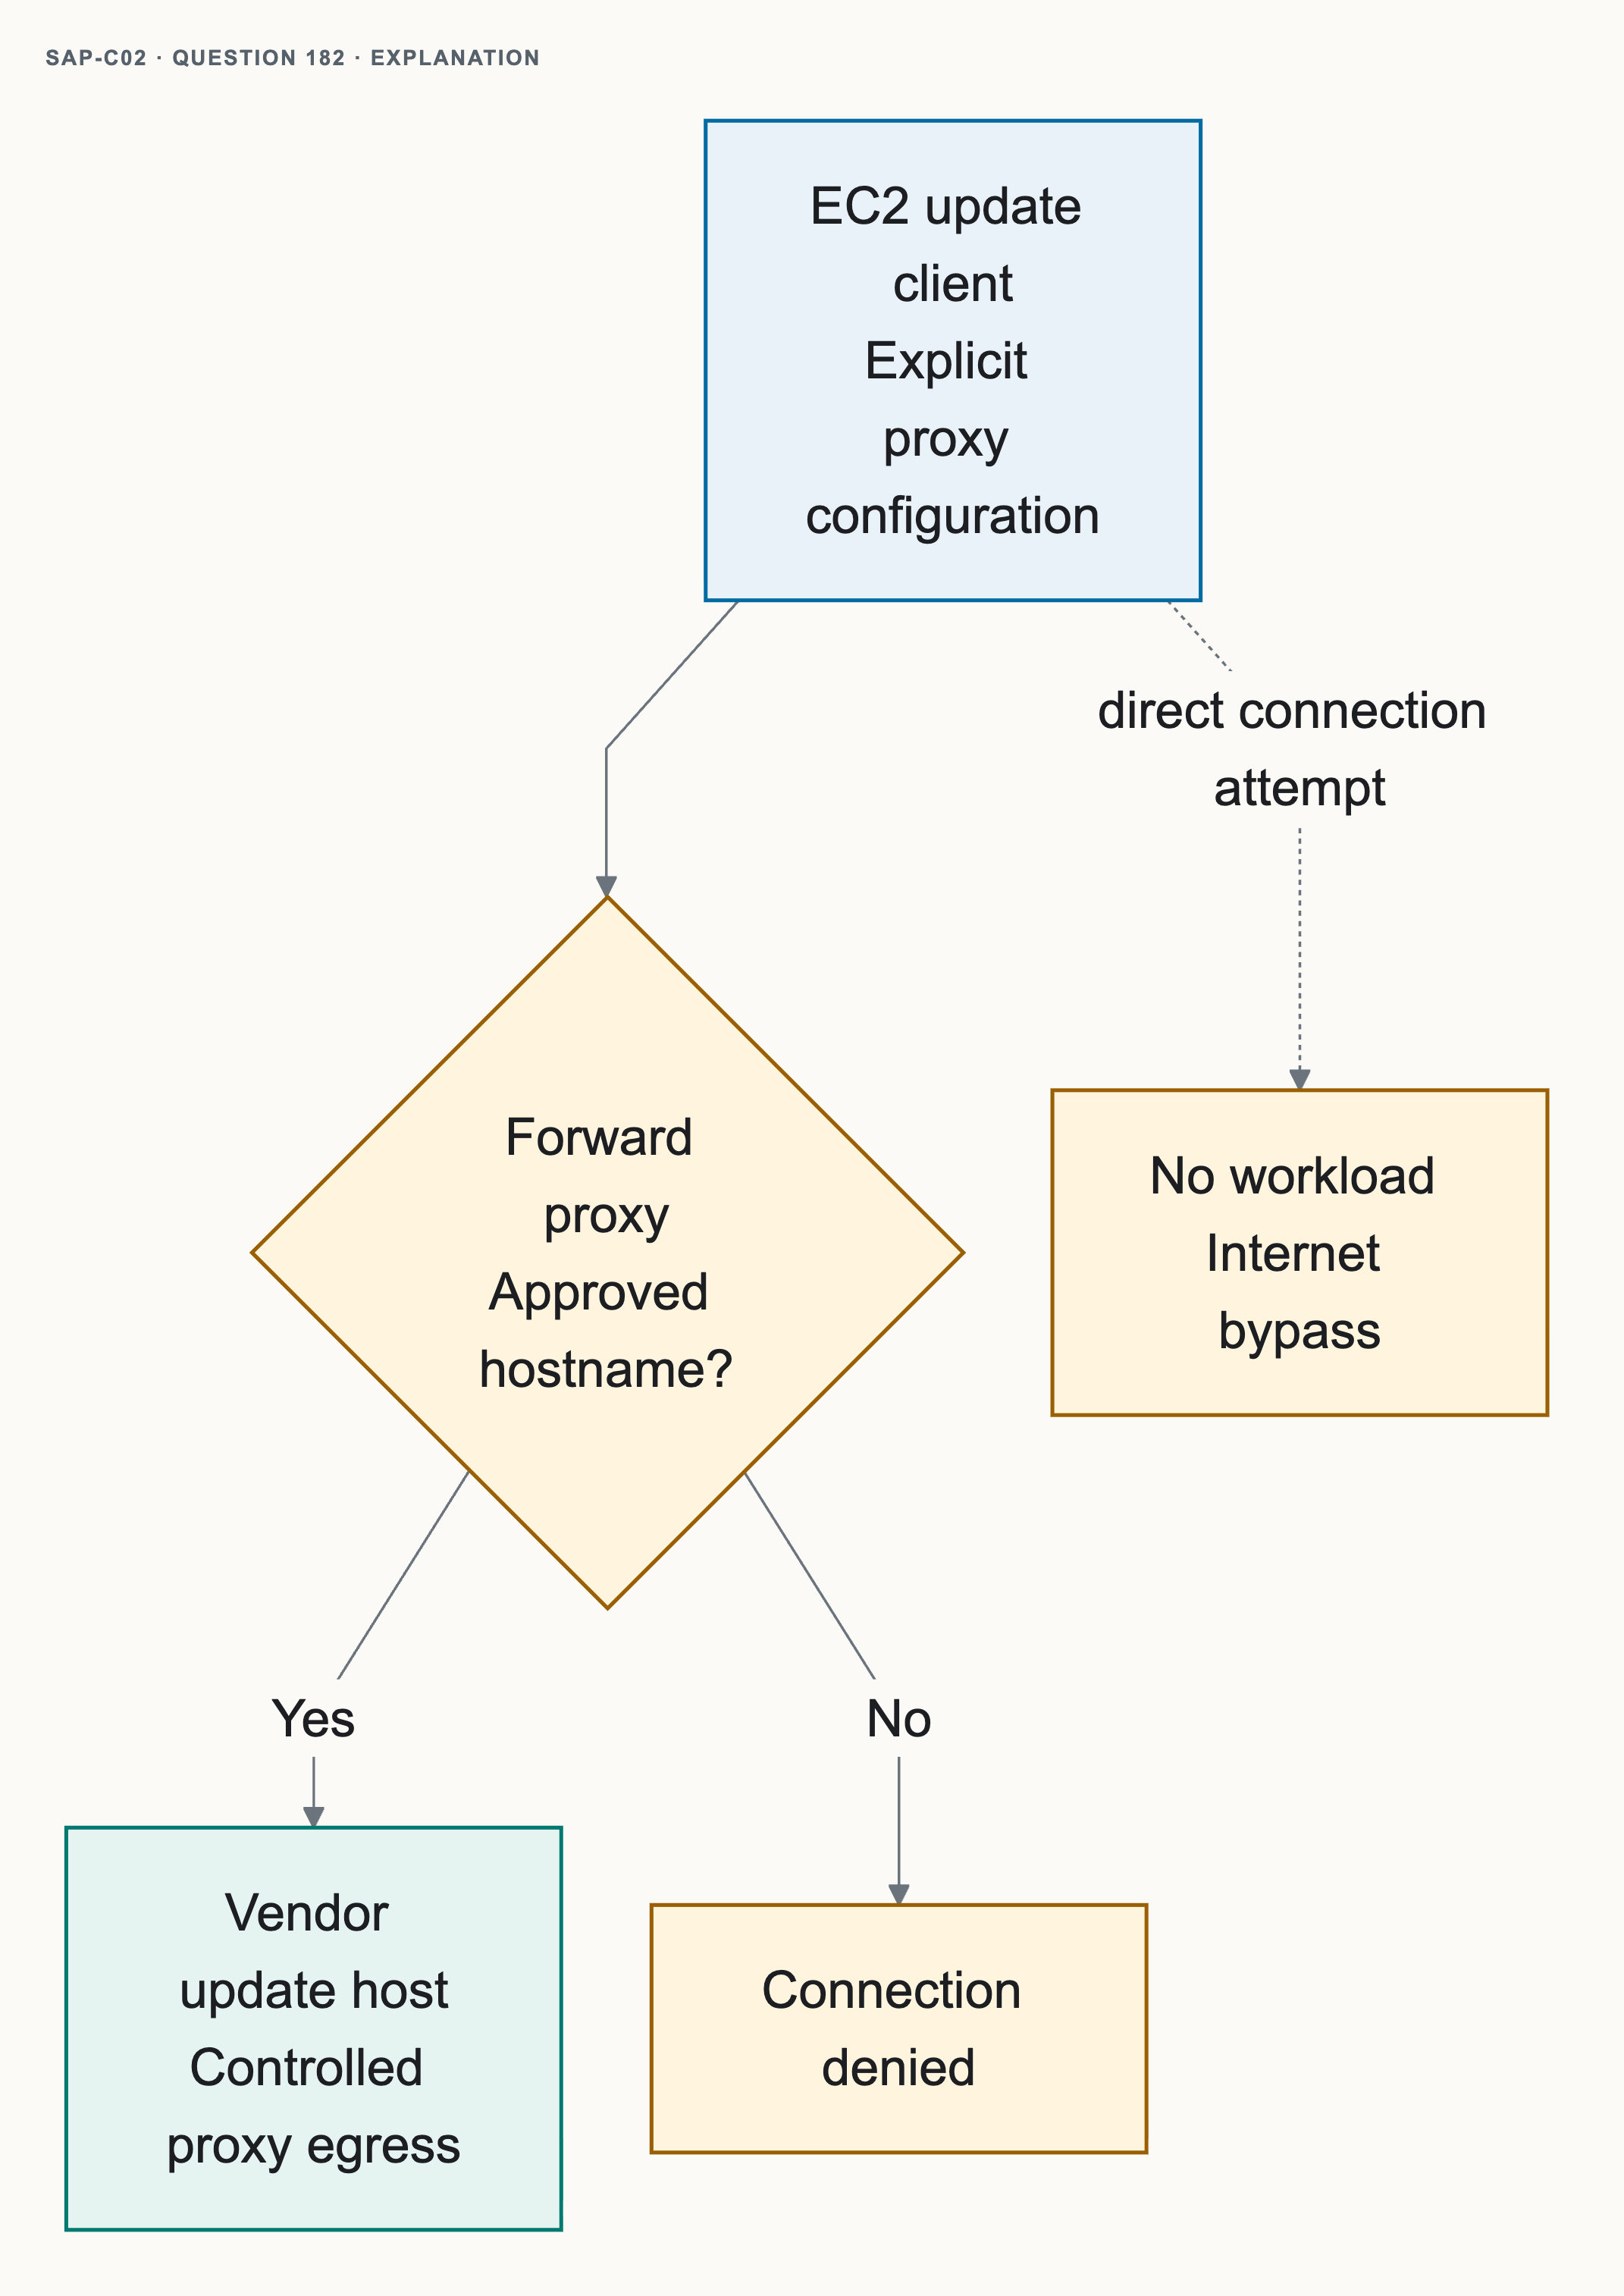 SAP-C02 · QUESTION 182 · EXPLANATION
EC2 update
client
Explicit
proxy
configuration
direct connection
attempt
Forward
proxy
Approved
hostname?
No workload
Internet
bypass
Yes
No
Vendor
update host
Controlled
proxy egress
Connection
denied